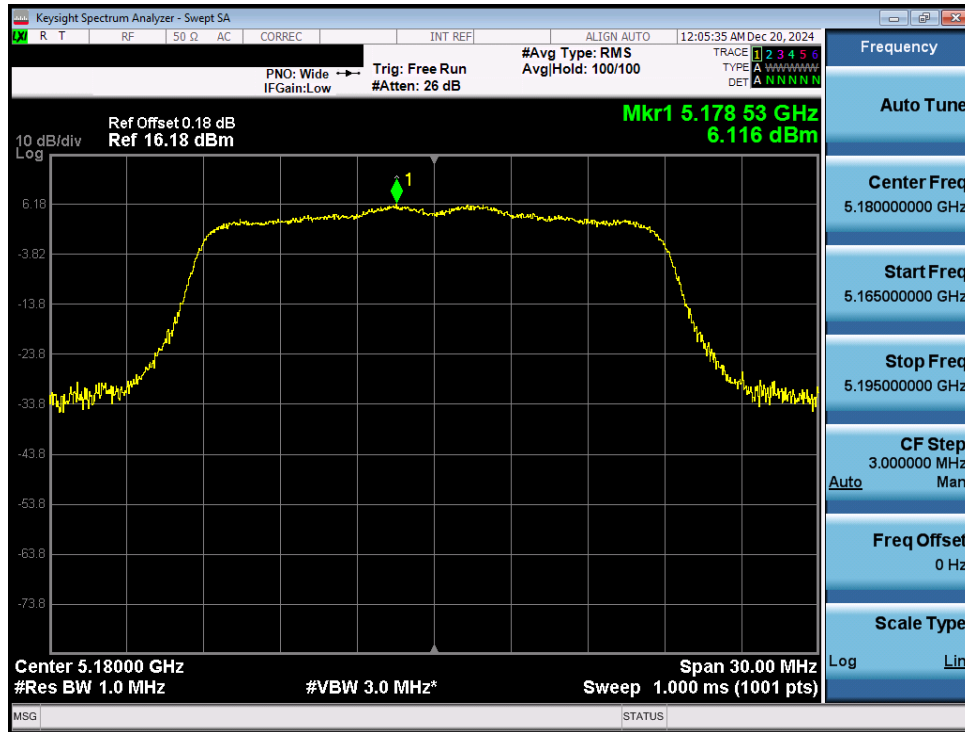 Keysight Spectrum Analyzer - Swept SA
LXI R T RF 50 Ω AC CORREC INT REF ALIGN AUTO 12:05:35 AM Dec 20, 2024
PNO: Wide Trig: Free Run #Avg Type: RMS TRACE 1 2 3 4 5 6
IFGain:Low #Atten: 26 dB Avg|Hold: 100/100 TYPE A WWWWW
DET A N N N N N
Mkr1 5.178 53 GHz
6.116 dBm
Ref Offset 0.18 dB
10 dB/div Ref 16.18 dBm
Log
1
6.18
-3.82
-13.8
-23.8
-33.8
-43.8
-53.8
-63.8
-73.8
Center 5.18000 GHz Span 30.00 MHz
#Res BW 1.0 MHz #VBW 3.0 MHz* Sweep 1.000 ms (1001 pts)
MSG STATUS
Frequency
Auto Tune
Center Freq
5.180000000 GHz
Start Freq
5.165000000 GHz
Stop Freq
5.195000000 GHz
CF Step
3.000000 MHz
Auto Man
Freq Offset
0 Hz
Scale Type
Log Lin